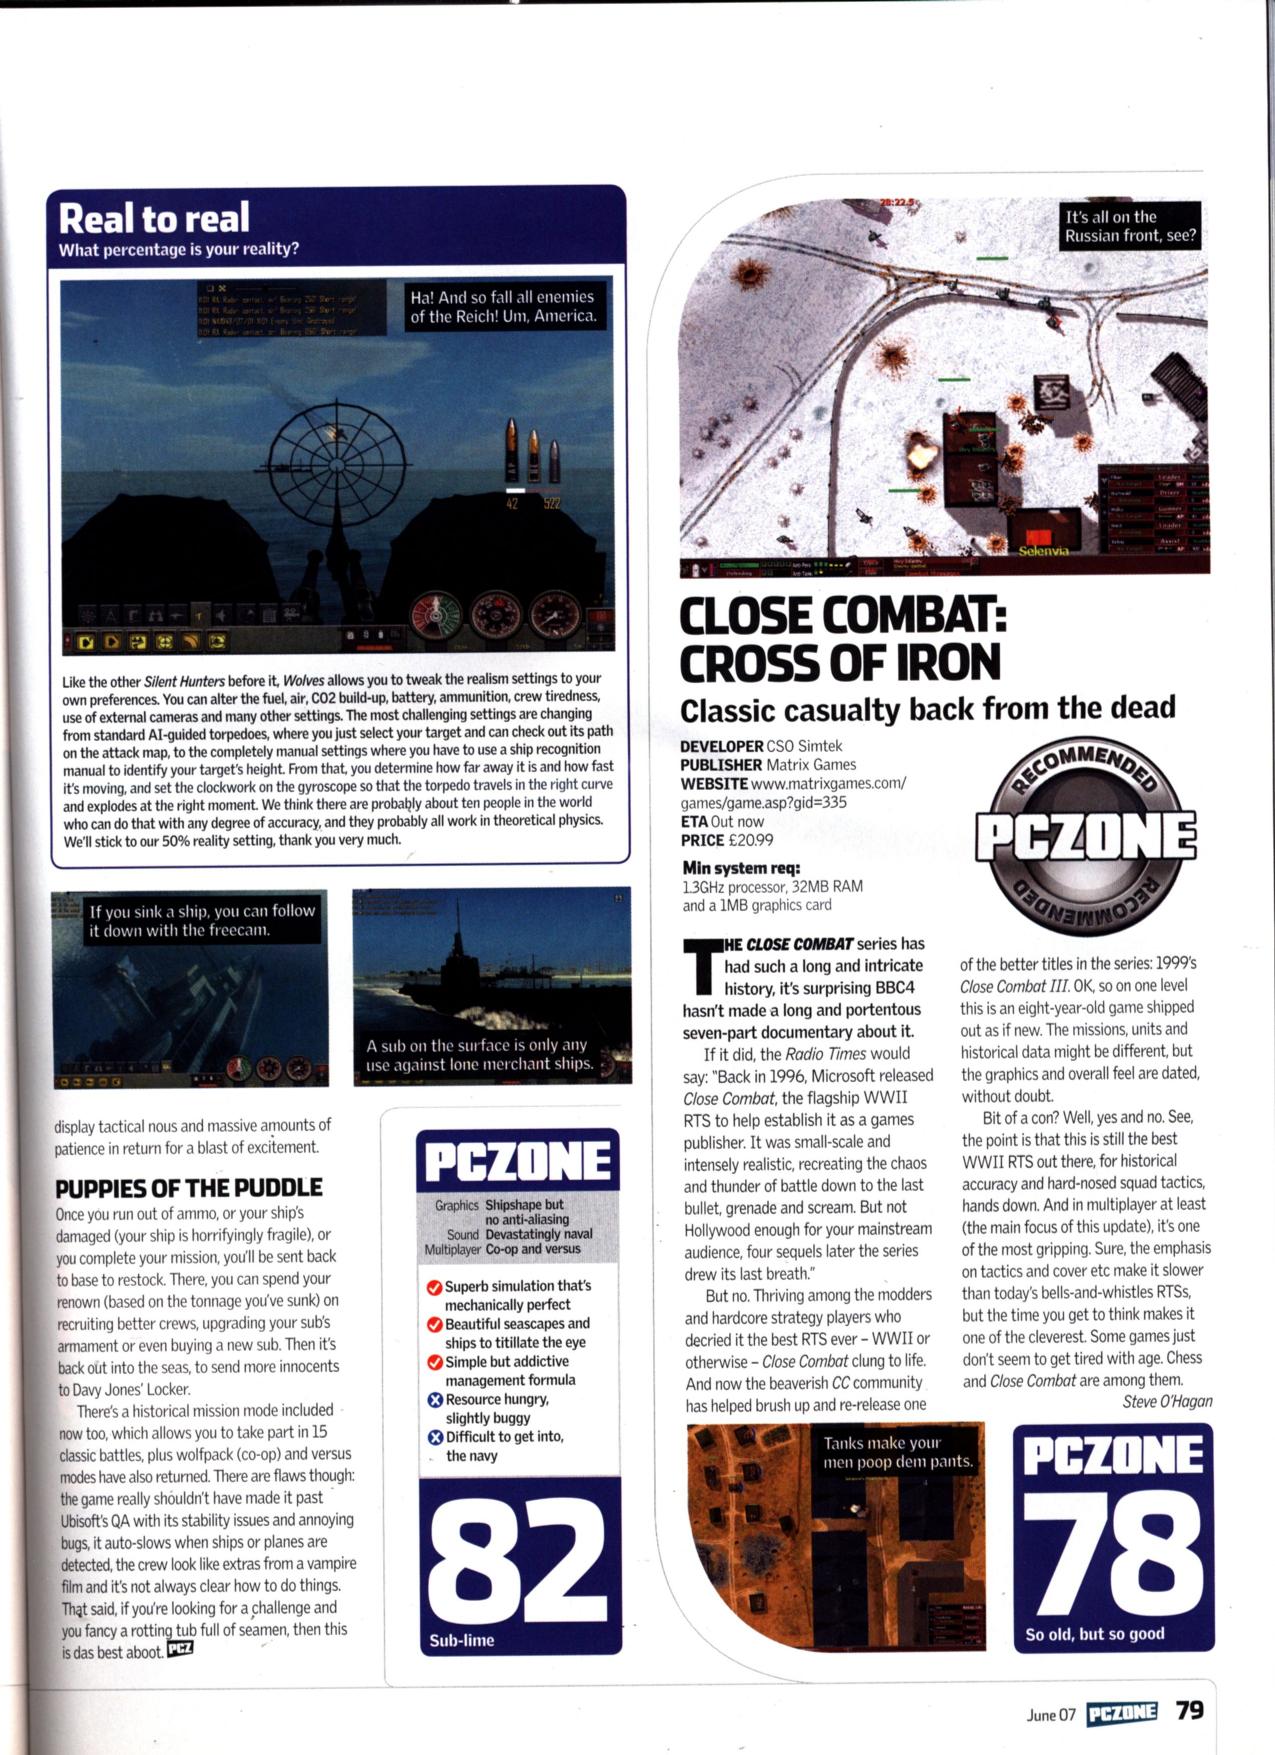 Real to real
What percentage is your reality?
Ha! And so fall all enemies
of the Reich! Um, America.
42 522
Like the other Silent Hunters before it, Wolves allows you to tweak the realism settings to your
own preferences. You can alter the fuel, air, CO2 build-up, battery, ammunition, crew tiredness,
use of external cameras and many other settings. The most challenging settings are changing
from standard AI-guided torpedoes, where you just select your target and can check out its path
on the attack map, to the completely manual settings where you have to use a ship recognition
manual to identify your target's height. From that, you determine how far away it is and how fast
it's moving, and set the clockwork on the gyroscope so that the torpedo travels in the right curve
and explodes at the right moment. We think there are probably about ten people in the world
who can do that with any degree of accuracy, and they probably all work in theoretical physics.
We'll stick to our 50% reality setting, thank you very much.
If you sink a ship, you can follow
it down with the freecam.
A sub on the surface is only any
use against lone merchant ships.
display tactical nous and massive amounts of
patience in return for a blast of excitement.
PUPPIES OF THE PUDDLE
Once you run out of ammo, or your ship's
damaged (your ship is horrifyingly fragile), or
you complete your mission, you'll be sent back
to base to restock. There, you can spend your
renown (based on the tonnage you've sunk) on
recruiting better crews, upgrading your sub's
armament or even buying a new sub. Then it's
back out into the seas, to send more innocents
to Davy Jones' Locker.
There's a historical mission mode included
now too, which allows you to take part in 15
classic battles, plus wolfpack (co-op) and versus
modes have also returned. There are flaws though:
the game really shouldn't have made it past
Ubisoft's QA with its stability issues and annoying
bugs, it auto-slows when ships or planes are
detected, the crew look like extras from a vampire
film and it's not always clear how to do things.
That said, if you're looking for a challenge and
you fancy a rotting tub full of seamen, then this
is das best aboot. PCZ
PCZONE
Graphics Shipshape but
no anti-aliasing
Sound Devastatingly naval
Multiplayer Co-op and versus
Superb simulation that's
mechanically perfect
Beautiful seascapes and
ships to titillate the eye
Simple but addictive
management formula
Resource hungry,
slightly buggy
Difficult to get into,
the navy
82
Sub-lime
28:22.5
It's all on the
Russian front, see?
Selenvia
CLOSE COMBAT:
CROSS OF IRON
Classic casualty back from the dead
DEVELOPER CSO Simtek
PUBLISHER Matrix Games
WEBSITE www.matrixgames.com/
games/game.asp?gid=335
ETA Out now
PRICE £20.99
Min system req:
1.3GHz processor, 32MB RAM
and a 1MB graphics card
RECOMMENDED
PCZONE
RECOMMENDED
THE CLOSE COMBAT series has
had such a long and intricate
history, it's surprising BBC4
hasn't made a long and portentous
seven-part documentary about it.
If it did, the Radio Times would
say: "Back in 1996, Microsoft released
Close Combat, the flagship WWII
RTS to help establish it as a games
publisher. It was small-scale and
intensely realistic, recreating the chaos
and thunder of battle down to the last
bullet, grenade and scream. But not
Hollywood enough for your mainstream
audience, four sequels later the series
drew its last breath."
But no. Thriving among the modders
and hardcore strategy players who
decried it the best RTS ever – WWII or
otherwise – Close Combat clung to life.
And now the beaverish CC community
has helped brush up and re-release one
of the better titles in the series: 1999's
Close Combat III. OK, so on one level
this is an eight-year-old game shipped
out as if new. The missions, units and
historical data might be different, but
the graphics and overall feel are dated,
without doubt.
Bit of a con? Well, yes and no. See,
the point is that this is still the best
WWII RTS out there, for historical
accuracy and hard-nosed squad tactics,
hands down. And in multiplayer at least
(the main focus of this update), it's one
of the most gripping. Sure, the emphasis
on tactics and cover etc make it slower
than today's bells-and-whistles RTSs,
but the time you get to think makes it
one of the cleverest. Some games just
don't seem to get tired with age. Chess
and Close Combat are among them.
Steve O'Hagan
Tanks make your
men poop dem pants.
PCZONE
78
So old, but so good
June 07 PCZONE 79